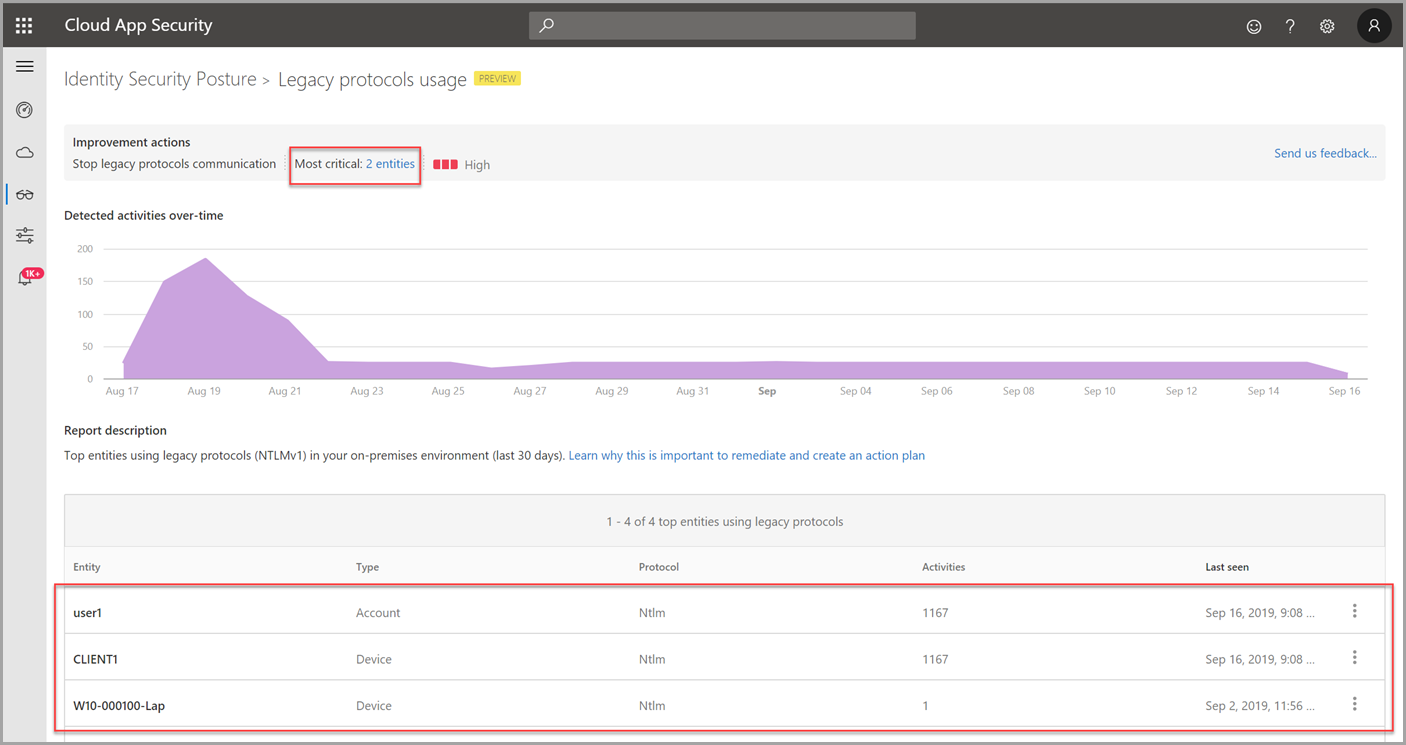 Cloud App Security
Identity Security Posture > Legacy protocols usage PREVIEW
Improvement actions
Stop legacy protocols communication Most critical: 2 entities High
Send us feedback...
1K+
Detected activities over-time
200
150
100
50
0
Aug 17 Aug 19 Aug 21 Aug 23 Aug 25 Aug 27 Aug 29 Aug 31 Sep Sep 04 Sep 06 Sep 08 Sep 10 Sep 12 Sep 14 Sep 16
Report description
Top entities using legacy protocols (NTLMv1) in your on-premises environment (last 30 days). Learn why this is important to remediate and create an action plan
1 - 4 of 4 top entities using legacy protocols
Entity Type Protocol Activities Last seen
user1 Account Ntlm 1167 Sep 16, 2019, 9:08 ...
CLIENT1 Device Ntlm 1167 Sep 16, 2019, 9:08 ...
W10-000100-Lap Device Ntlm 1 Sep 2, 2019, 11:56 ...